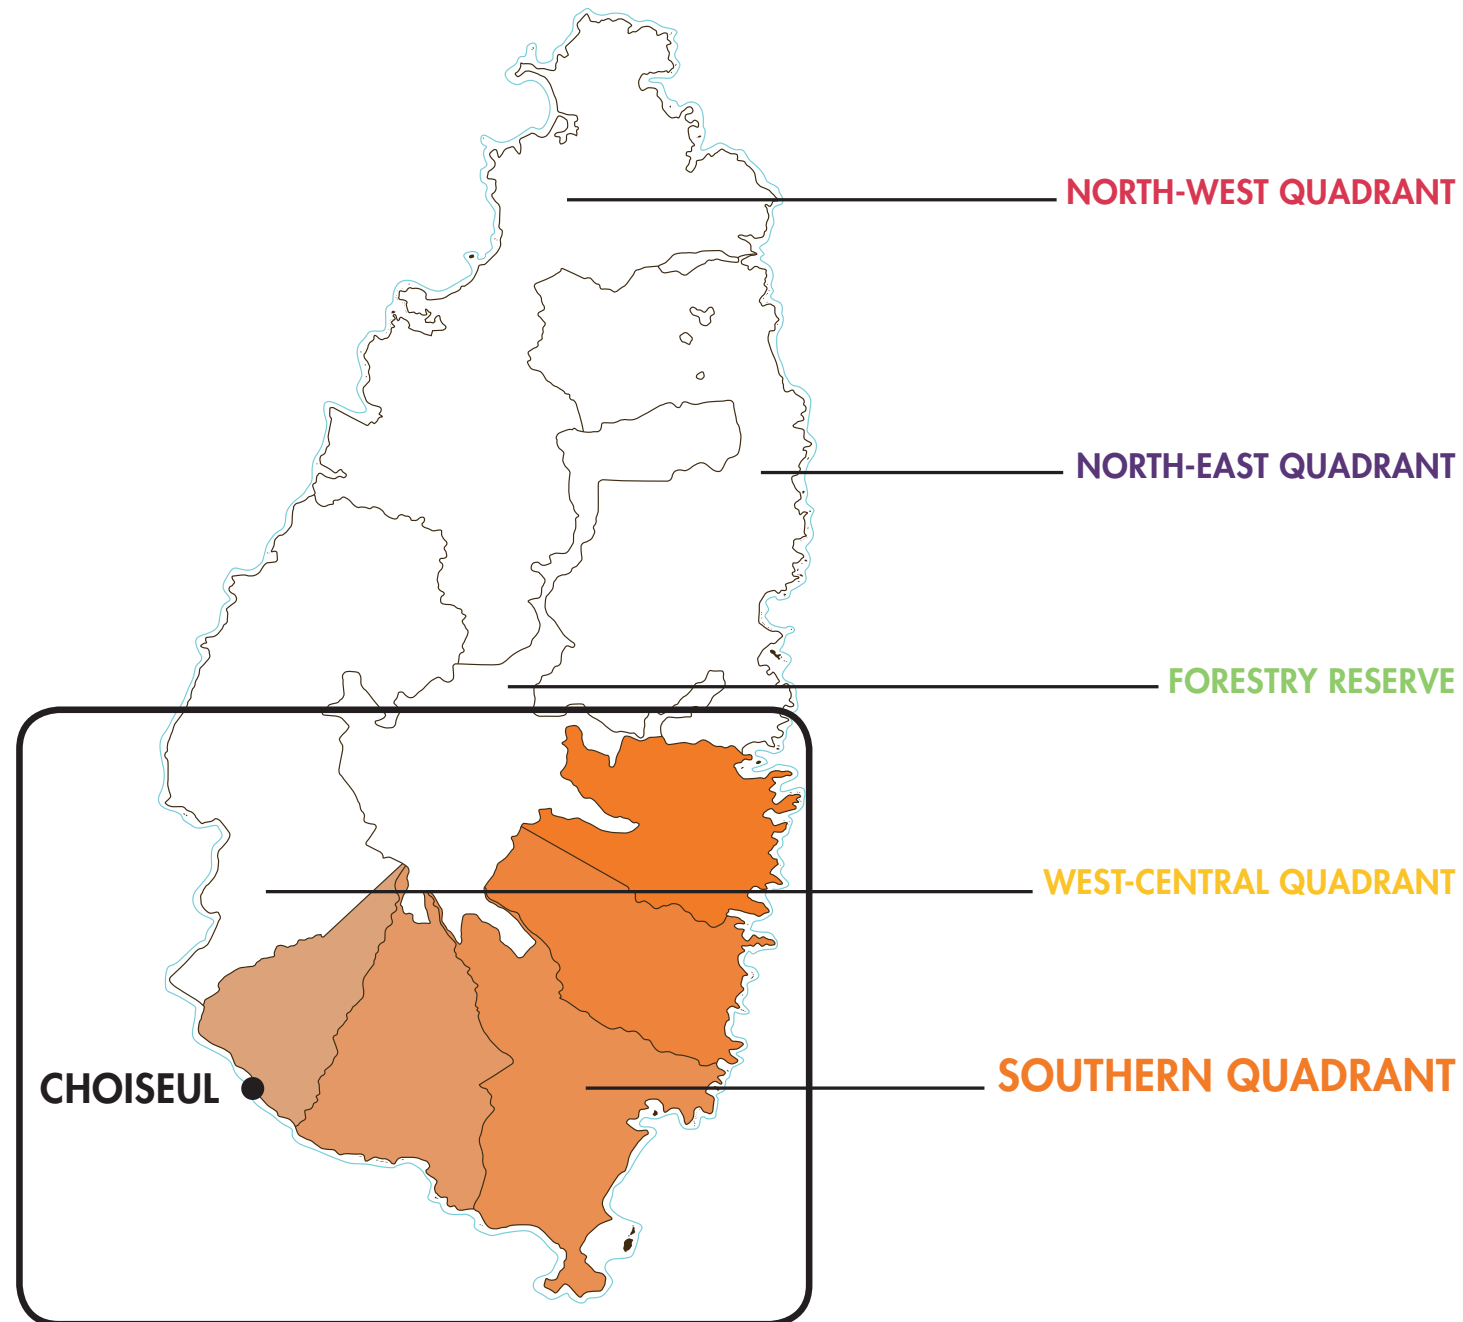 NORTH-WEST QUADRANT
NORTH-EAST QUADRANT
FORESTRY RESERVE
WEST-CENTRAL QUADRANT
SOUTHERN QUADRANT
CHOISEUL